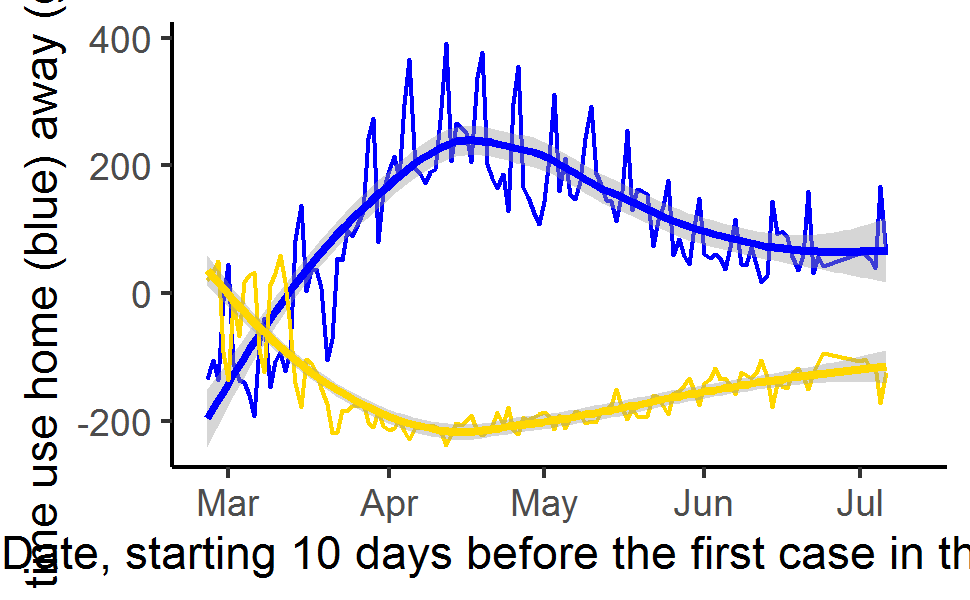 time use home (blue) away (
400
200
0
-200
Mar Apr May Jun Jul
Date, starting 10 days before the first case in th